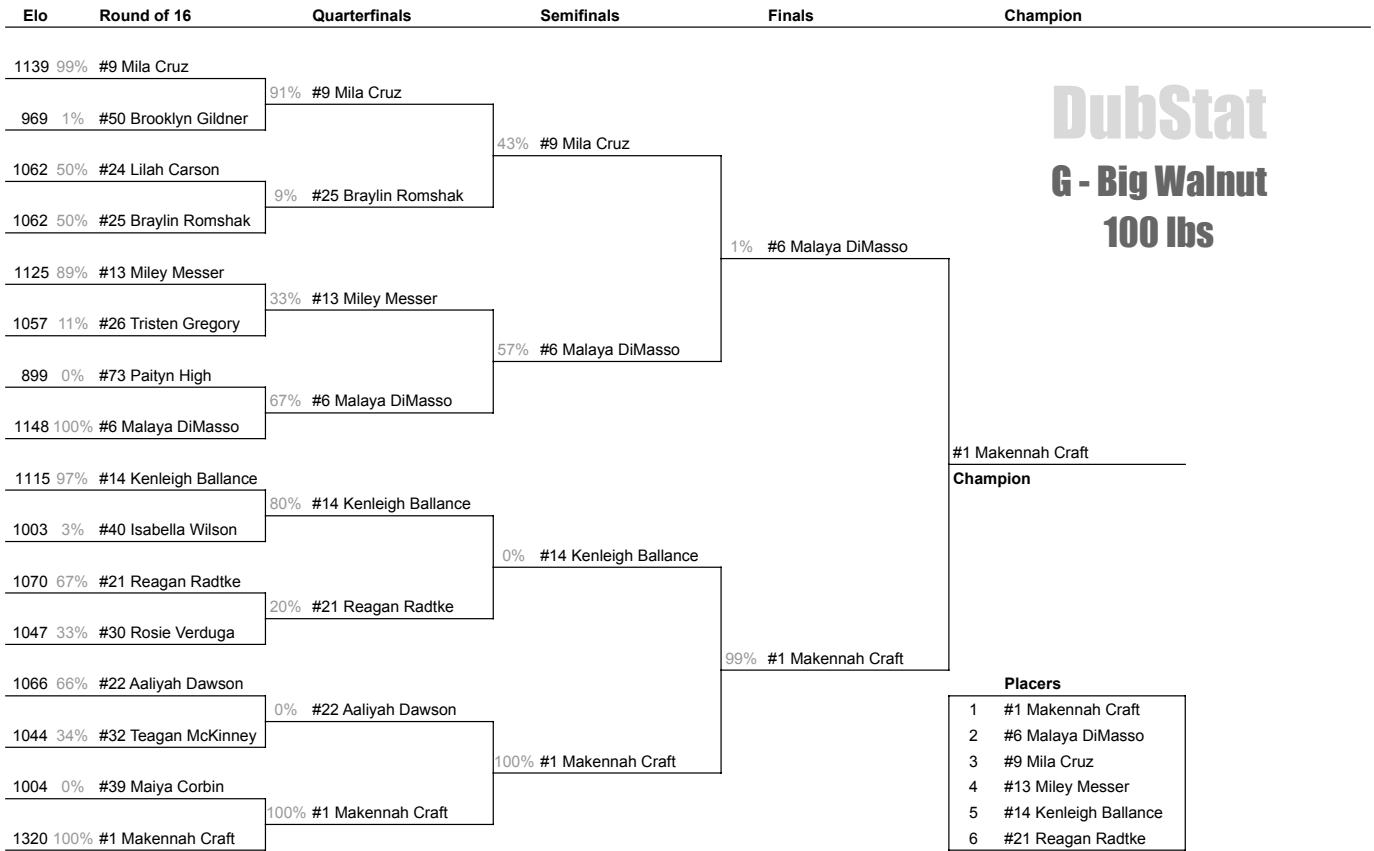 Elo Round of 16 Quarterfinals Semifinals Finals Champion
1139 99% #9 Mila Cruz
91% #9 Mila Cruz
969 1% #50 Brooklyn Gildner
43% #9 Mila Cruz
1062 50% #24 Lilah Carson
9% #25 Braylin Romshak
1062 50% #25 Braylin Romshak
1% #6 Malaya DiMasso
1125 89% #13 Miley Messer
33% #13 Miley Messer
1057 11% #26 Tristen Gregory
57% #6 Malaya DiMasso
899 0% #73 Paityn High
67% #6 Malaya DiMasso
1148 100% #6 Malaya DiMasso
#1 Makennah Craft
Champion
1115 97% #14 Kenleigh Ballance
80% #14 Kenleigh Ballance
1003 3% #40 Isabella Wilson
0% #14 Kenleigh Ballance
1070 67% #21 Reagan Radtke
20% #21 Reagan Radtke
1047 33% #30 Rosie Verduga
99% #1 Makennah Craft
1066 66% #22 Aaliyah Dawson
0% #22 Aaliyah Dawson
1044 34% #32 Teagan McKinney
100% #1 Makennah Craft
1004 0% #39 Maiya Corbin
100% #1 Makennah Craft
1320 100% #1 Makennah Craft
DubStat
G - Big Walnut
100 lbs
Placers
1 #1 Makennah Craft
2 #6 Malaya DiMasso
3 #9 Mila Cruz
4 #13 Miley Messer
5 #14 Kenleigh Ballance
6 #21 Reagan Radtke